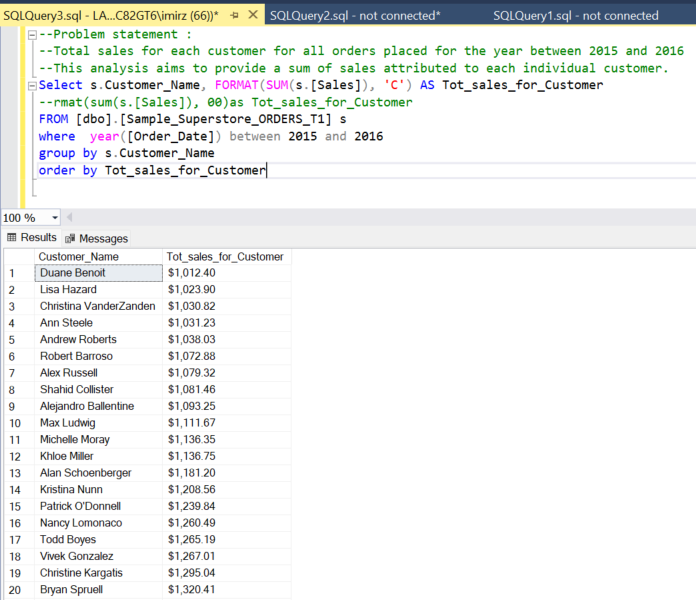 SQLQuery3.sql - LA...C82GT6\imirz (66))* SQLQuery2.sql - not connected* SQLQuery1.sql - not connected
--Problem statement :
--Total sales for each customer for all orders placed for the year between 2015 and 2016
--This analysis aims to provide a sum of sales attributed to each individual customer.
Select s.Customer_Name, FORMAT(SUM(s.[Sales]), 'C') AS Tot_sales_for_Customer
--rmat(sum(s.[Sales]), 00)as Tot_sales_for_Customer
FROM [dbo].[Sample_Superstore_ORDERS_T1] s
where  year([Order_Date]) between 2015 and 2016
group by s.Customer_Name
order by Tot_sales_for_Customer
100 %
Results Messages
Customer_Name Tot_sales_for_Customer
1 Duane Benoit $1,012.40
2 Lisa Hazard $1,023.90
3 Christina VanderZanden $1,030.82
4 Ann Steele $1,031.23
5 Andrew Roberts $1,038.03
6 Robert Barroso $1,072.88
7 Alex Russell $1,079.32
8 Shahid Collister $1,081.46
9 Alejandro Ballentine $1,093.25
10 Max Ludwig $1,111.67
11 Michelle Moray $1,136.35
12 Khloe Miller $1,136.75
13 Alan Schoenberger $1,181.20
14 Kristina Nunn $1,208.56
15 Patrick O'Donnell $1,239.84
16 Nancy Lomonaco $1,260.49
17 Todd Boyes $1,265.19
18 Vivek Gonzalez $1,267.01
19 Christine Kargatis $1,295.04
20 Bryan Spruell $1,320.41